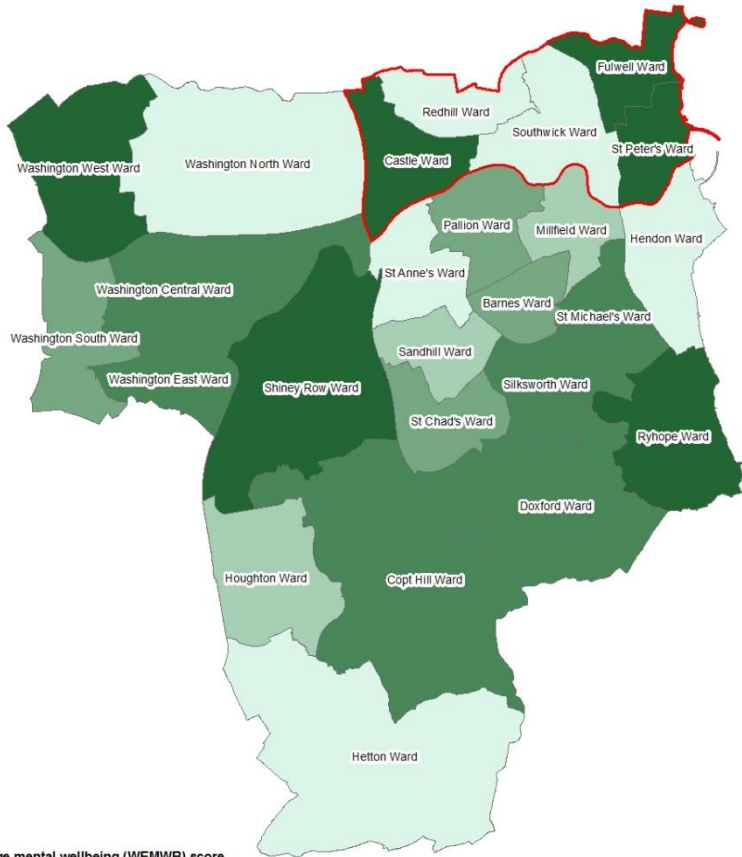 Fulwell Ward
Redhill Ward
Southwick Ward
St Peter's Ward
Castle Ward
Washington North Ward
Washington West Ward
Pallion Ward
Millfield Ward
Hendon Ward
St Anne's Ward
Washington Central Ward
Barnes Ward
St Michael's Ward
Washington South Ward
Sandhill Ward
Washington East Ward
Shiney Row Ward
Silksworth Ward
St Chad's Ward
Ryhope Ward
Doxford Ward
Houghton Ward
Copt Hill Ward
Hetton Ward
mental wellbeing (WEMWB) score